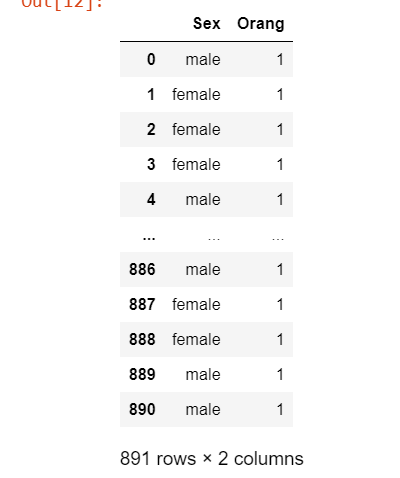 Out[12]:
Sex Orang
0 male 1
1 female 1
2 female 1
3 female 1
4 male 1
... ... ...
886 male 1
887 female 1
888 female 1
889 male 1
890 male 1
891 rows × 2 columns